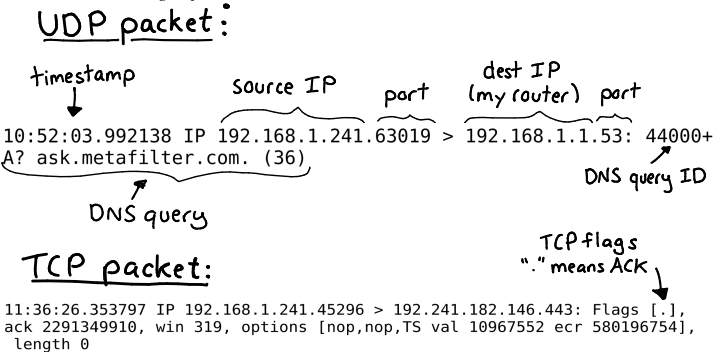 UDP packet:
timestamp
source IP
port
dest IP
(my router)
port
10:52:03.992138 IP 192.168.1.241.63019 > 192.168.1.1.53: 44000+
A? ask.metafilter.com. (36)
DNS query ID
DNS query
TCP packet:
TCP flags
"." means ACK
11:36:26.353797 IP 192.168.1.241.45296 > 192.241.182.146.443: Flags [.],
ack 2291349910, win 319, options [nop,nop,TS val 10967552 ecr 580196754],
length 0